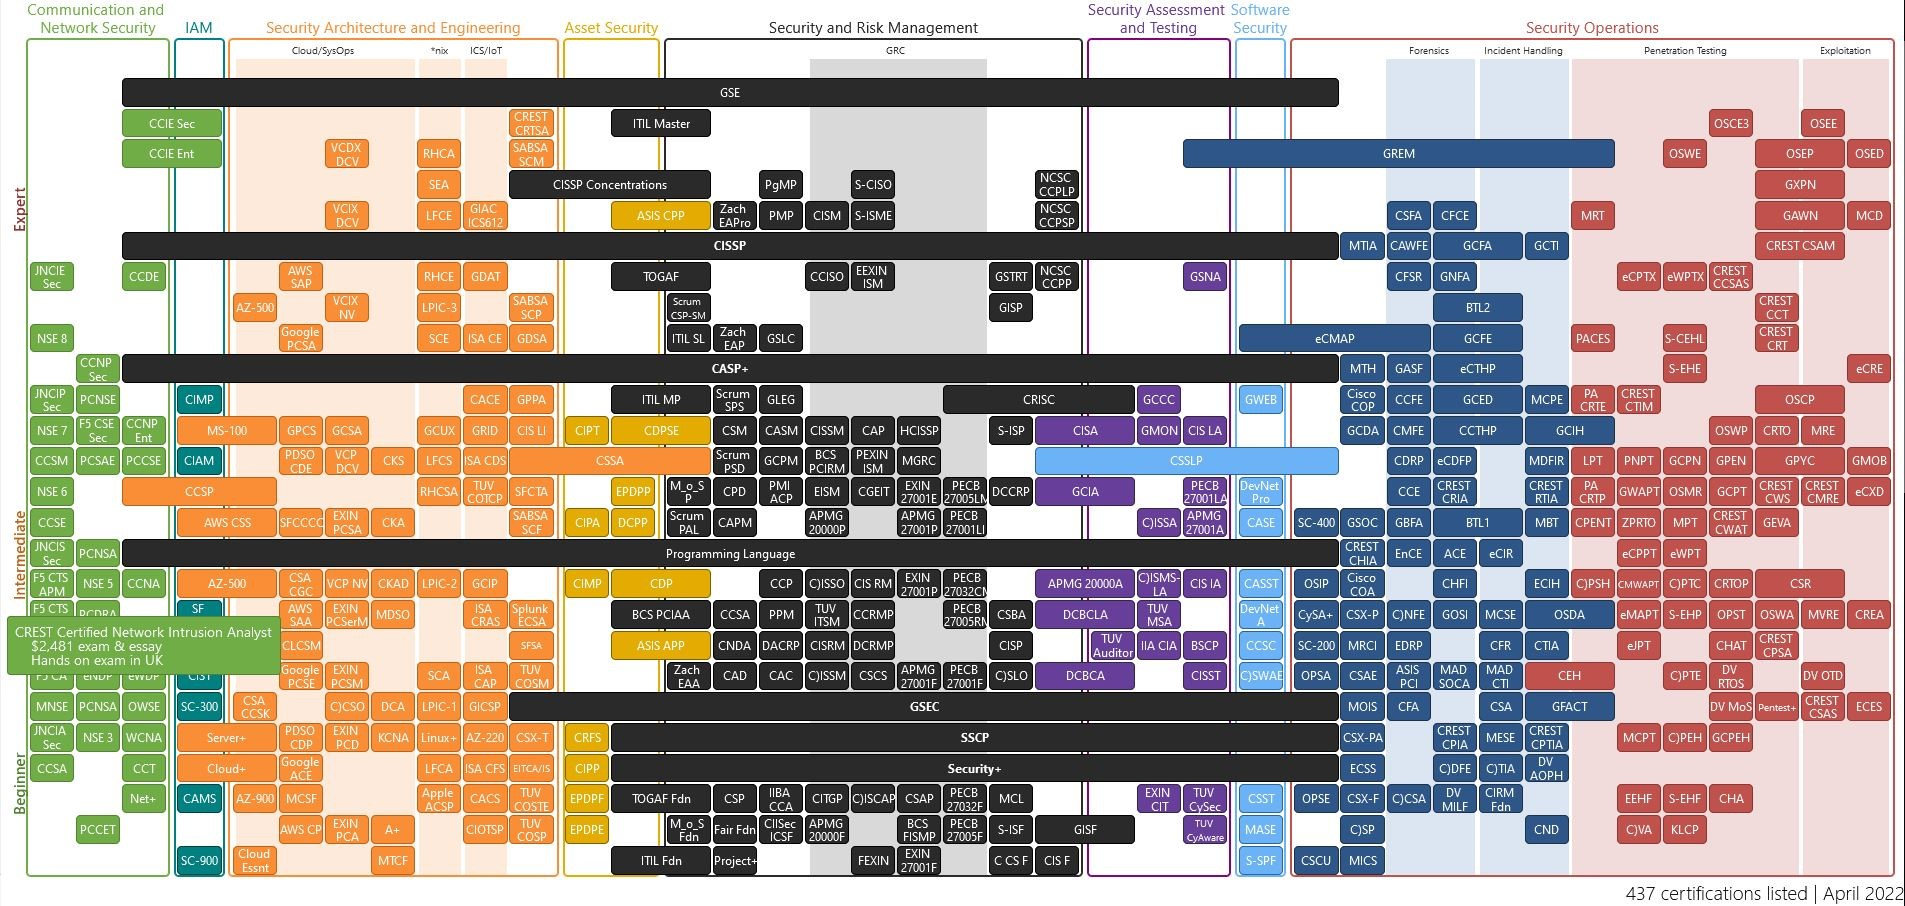 Communication and
Network Security
IAM
Security Architecture and Engineering
Asset Security
Security and Risk Management
Security Assessment
and Testing
Software
Security
Security Operations
Cloud/SysOps
*nix
ICS/IoT
GRC
Forensics
Incident Handling
Penetration Testing
Exploitation
Expert
Intermediate
Beginner
GSE
CCIE Sec
CREST
CRTSA
ITIL Master
OSCE3
OSEE
CCIE Ent
VCDX
DCV
RHCA
SABSA
SCM
GREM
OSWE
OSEP
OSED
SEA
CISSP Concentrations
PgMP
S-CISO
NCSC
CCPLP
GXPN
VCIX
DCV
LFCE
GIAC
ICS612
ASIS CPP
Zach
EAPro
PMP
CISM
S-ISME
NCSC
CCPSP
CSFA
CFCE
MRT
GAWN
MCD
CISSP
MTIA
CAWFE
GCFA
GCTI
CREST CSAM
JNCIE
Sec
CCDE
AWS
SAP
RHCE
GDAT
TOGAF
CCISO
EEXIN
ISM
GSTRT
NCSC
CCPP
GSNA
CFSR
GNFA
eCPTX
eWPTX
CREST
CCSAS
AZ-500
VCIX
NV
LPIC-3
SABSA
SCP
Scrum
CSP-SM
GISP
BTL2
CREST
CCT
NSE 8
Google
PCSA
SCE
ISA CE
GDSA
ITIL SL
Zach
EAP
GSLC
eCMAP
GCFE
PACES
S-CEHL
CREST
CRT
CCNP
Sec
CASP+
MTH
GASF
eCTHP
S-EHE
eCRE
JNCIP
Sec
PCNSE
CIMP
CACE
GPPA
ITIL MP
Scrum
SPS
GLEG
CRISC
GCCC
GWEB
Cisco
COP
CCFE
GCED
MCPE
PA
CRTE
CREST
CTIM
OSCP
NSE 7
F5 CSE
Sec
CCNP
Ent
MS-100
GPCS
GCSA
GCUX
GRID
CIS LI
CIPT
CDPSE
CSM
CASM
CISSM
CAP
HCISSP
S-ISP
CISA
GMON
CIS LA
GCDA
CMFE
CCTHP
GCIH
OSWP
CRTO
MRE
CCSM
PCSAE
PCCSE
CIAM
PDSO
CDE
VCP
DCV
CKS
LFCS
ISA CDS
CSSA
Scrum
PSD
GCPM
BCS
PCIRM
PEXIN
ISM
MGRC
CSSLP
CDRP
eCDFP
MDFIR
LPT
PNPT
GCPN
GPEN
GPYC
GMOB
NSE 6
CCSP
RHCSA
TUV
COTCP
SFCTA
EPDPP
M_o_S
P
CPD
PMI
ACP
EISM
CGEIT
EXIN
27001E
PECB
27005LM
DCCRP
GCIA
PECB
27001LA
DevNet
Pro
CCE
CREST
CRIA
CREST
RTIA
PA
CRTP
GWAPT
OSMR
GCPT
CREST
CWS
CREST
CMRE
eCXD
CCSE
AWS CSS
SFCCCC
EXIN
PCSA
CKA
SABSA
SCF
CIPA
DCPP
Scrum
PAL
CAPM
APMG
20000P
APMG
27001P
PECB
27001LI
C)ISSA
APMG
27001A
CASE
SC-400
GSOC
GBFA
BTL1
MBT
CPENT
ZPRTO
MPT
CREST
CWAT
GEVA
JNCIS
Sec
PCNSA
Programming Language
CREST
CHIA
EnCE
ACE
eCIR
eCPPT
eWPT
F5 CTS
APM
NSE 5
CCNA
AZ-500
CSA
CGC
VCP NV
CKAD
LPIC-2
GCIP
CIMP
CDP
CCP
C)ISSO
CIS RM
EXIN
27001P
PECB
27032CM
APMG 20000A
C)ISMS-
LA
CIS IA
CASST
OSIP
Cisco
COA
CHFI
ECIH
C)PSH
CMWAPT
C)PTC
CRTOP
CSR
F5 CTS
PCDRA
SF
AWS
SAA
EXIN
PCSerM
MDSO
ISA
CRAS
Splunk
ECSA
BCS PCIAA
CCSA
PPM
TUV
ITSM
CCRMP
PECB
27005RM
CSBA
DCBCLA
TUV
MSA
DevNet
A
CySA+
CSX-P
C)NFE
GOSI
MCSE
OSDA
eMAPT
S-EHP
OPST
OSWA
MVRE
CREA
CREST Certified Network Intrusion Analyst
$2,481 exam & essay
Hands on exam in UK
CLCSM
SFSA
ASIS APP
CNDA
DACRP
CISRM
DCRMP
CISP
TUV
Auditor
IIA CIA
BSCP
CCSC
SC-200
MRCI
EDRP
CFR
CTIA
eJPT
CHAT
CREST
CPSA
F5 CA
eNDP
eWDP
CIST
Google
PCSE
EXIN
PCSM
SCA
ISA
CAP
TUV
COSM
Zach
EAA
CAD
CAC
C)ISSM
CSCS
APMG
27001F
PECB
27001F
C)SLO
DCBCA
CISST
C)SWAE
OPSA
CSAE
ASIS
PCI
MAD
SOCA
MAD
CTI
CEH
C)PTE
DV
RTOS
DV OTD
MNSE
PCNSA
OWSE
SC-300
CSA
CCSK
C)CSO
DCA
LPIC-1
GICSP
GSEC
MOIS
CFA
CSA
GFACT
DV MoS
Pentest+
CREST
CSAS
ECES
JNCIA
Sec
NSE 3
WCNA
Server+
PDSO
CDP
EXIN
PCD
KCNA
Linux+
AZ-220
CSX-T
CRFS
SSCP
CSX-PA
CREST
CPIA
MESE
CREST
CPTIA
MCPT
C)PEH
GCPEH
CCSA
CCT
Cloud+
Google
ACE
LFCA
ISA CFS
EITCA/IS
CIPP
Security+
ECSS
C)DFE
C)TIA
DV
AOPH
Net+
CAMS
AZ-900
MCSF
Apple
ACSP
CACS
TUV
COSTE
EPDPF
TOGAF Fdn
CSP
IIBA
CCA
CITGP
C)ISCAP
CSAP
PECB
27032F
MCL
EXIN
CIT
TUV
CySec
CSST
OPSE
CSX-F
C)CSA
DV
MILF
CIRM
Fdn
EEHF
S-EHF
CHA
PCCET
AWS CP
EXIN
PCA
A+
CIOTSP
TUV
COSP
EPDPE
M_o_S
Fdn
Fair Fdn
CIISec
ICSF
APMG
20000F
BCS
FISMP
PECB
27005F
S-ISF
GISF
TUV
CyAware
MASE
C)SP
CND
C)VA
KLCP
SC-900
Cloud
Essnt
MTCF
ITIL Fdn
Project+
FEXIN
EXIN
27001F
C CS F
CIS F
S-SPF
CSCU
MICS
437 certifications listed | April 2022